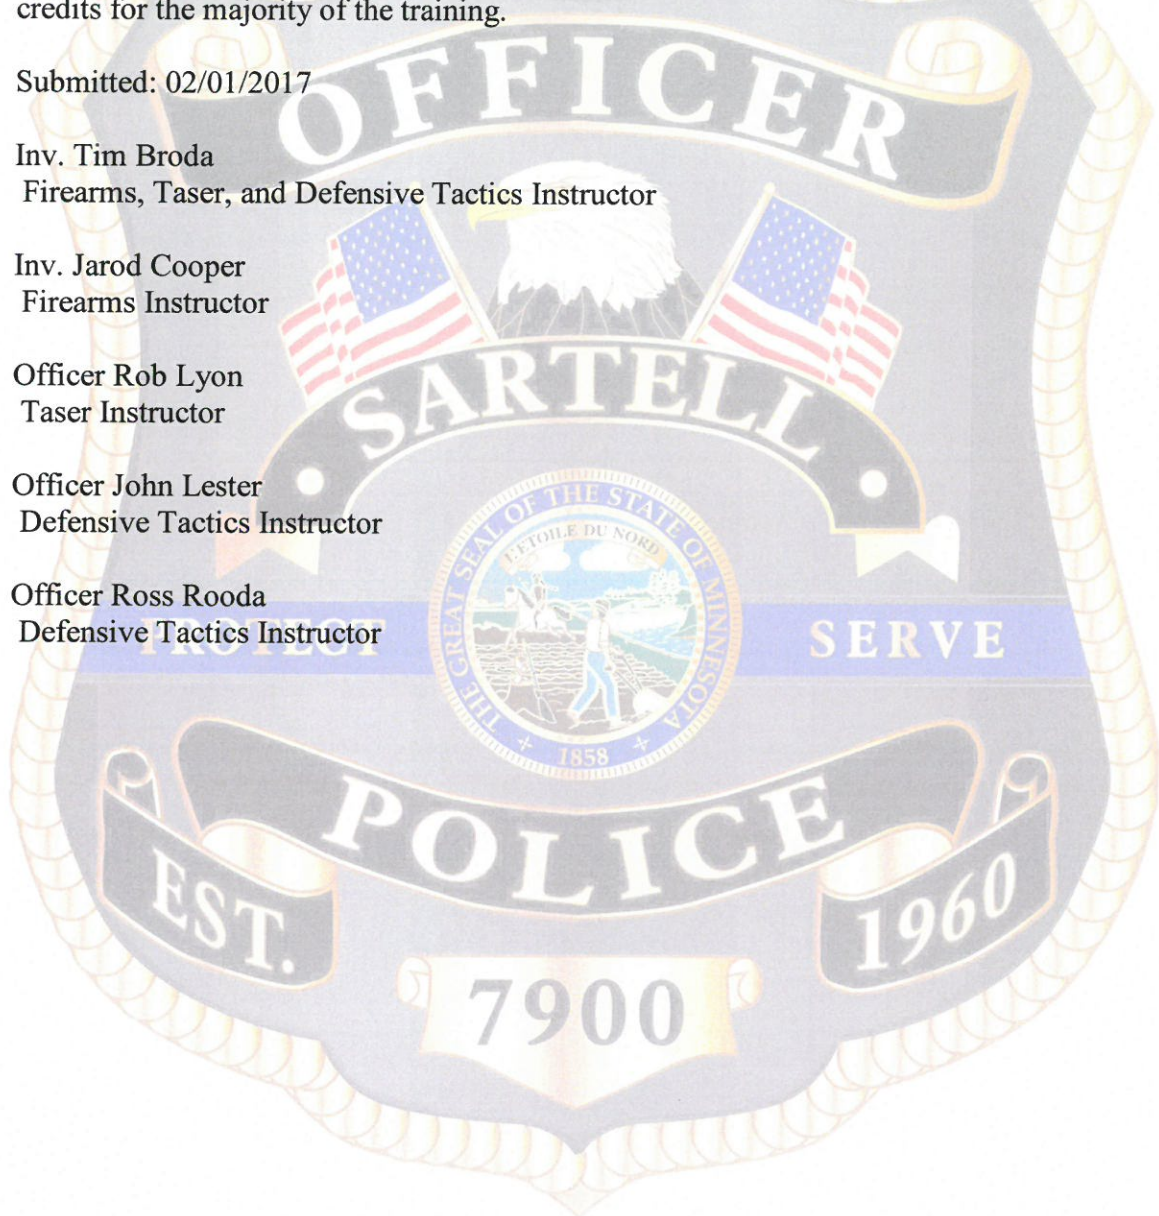 credits for the majority of the training.
Submitted: 02/01/2017
Inv. Tim Broda
Firearms, Taser, and Defensive Tactics Instructor
Inv. Jarod Cooper
Firearms Instructor
Officer Rob Lyon
Taser Instructor
Officer John Lester
Defensive Tactics Instructor
Officer Ross Rooda
Defensive Tactics Instructor
OFFICER
SARTELL
THE GREAT SEAL OF THE STATE OF MINNESOTA
L'ETOILE DU NORD
1858
PROTECT
SERVE
POLICE
EST.
1960
7900